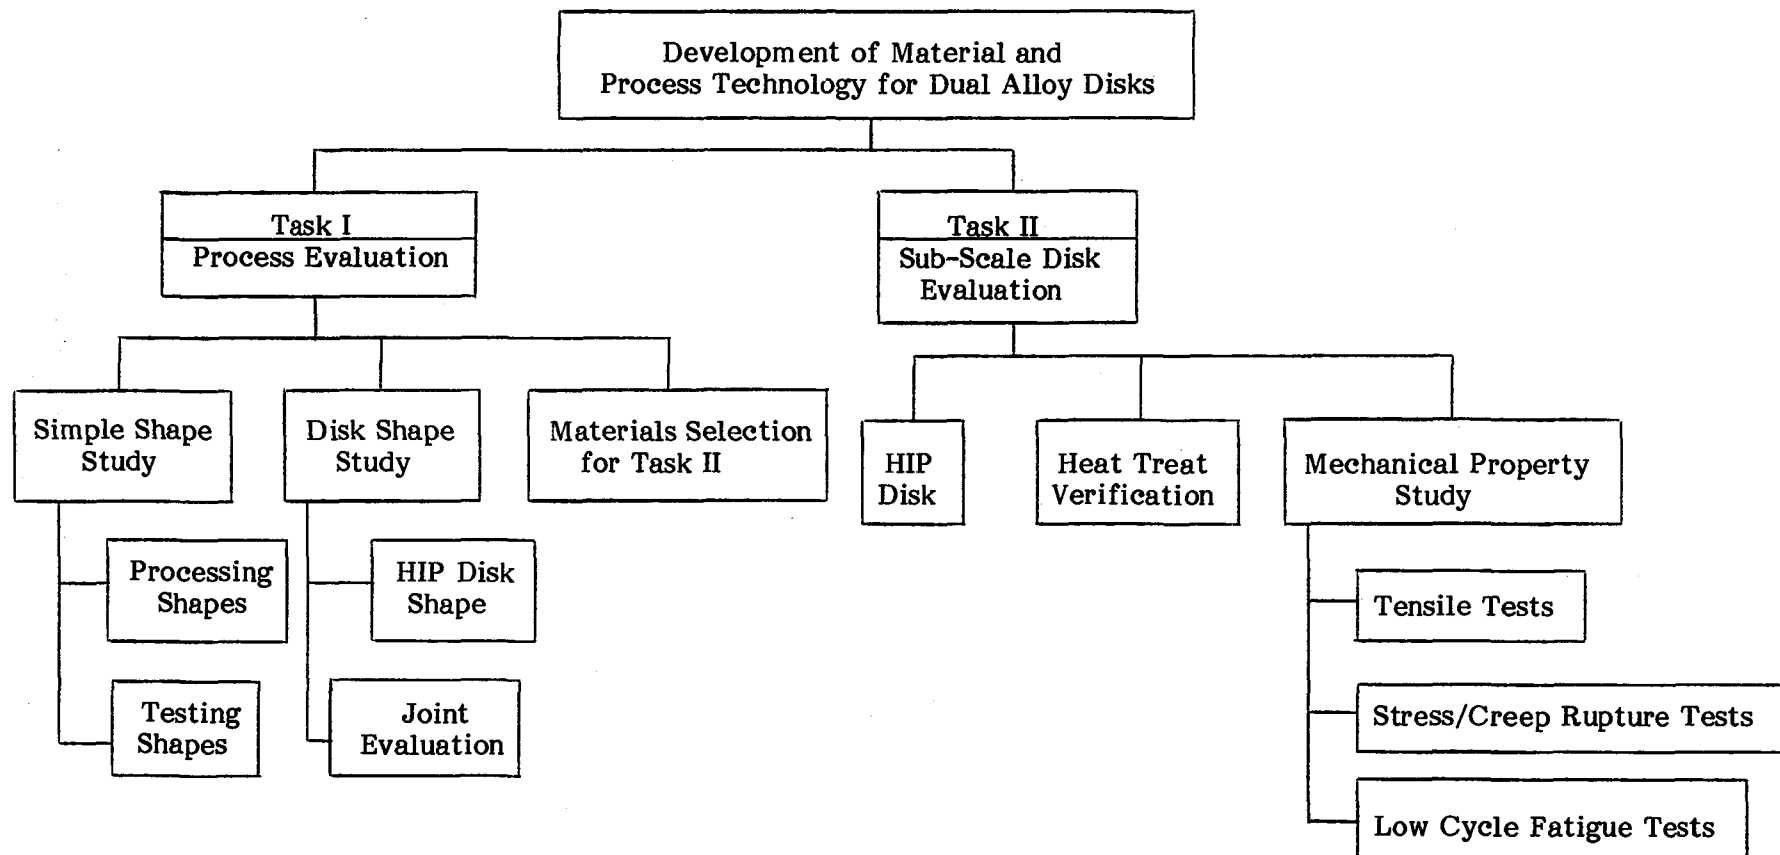 Development of Material and
Process Technology for Dual Alloy Disks
Task I
Process Evaluation
Task II
Sub-Scale Disk
Evaluation
Simple Shape
Study
Disk Shape
Study
Materials Selection
for Task II
HIP
Disk
Heat Treat
Verification
Mechanical Property
Study
Processing
Shapes
HIP Disk
Shape
Tensile Tests
Testing
Shapes
Joint
Evaluation
Stress/Creep Rupture Tests
Low Cycle Fatigue Tests